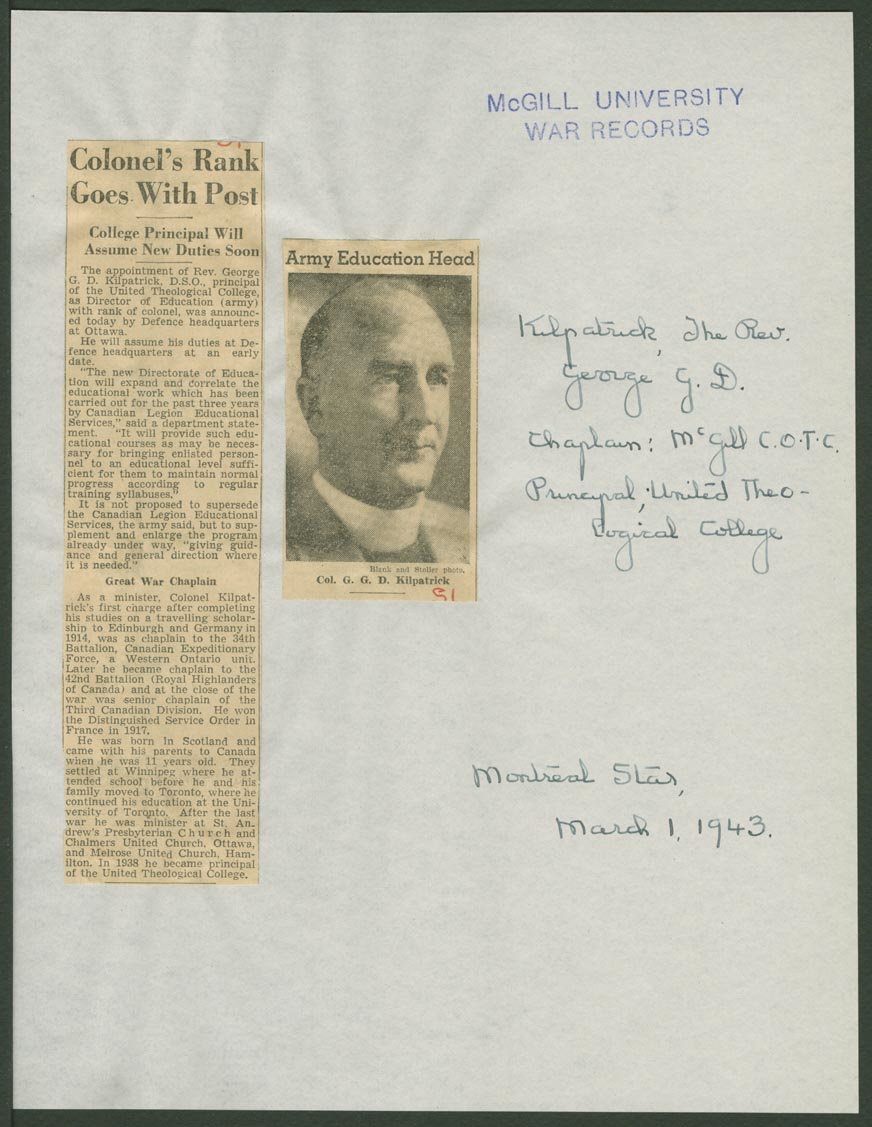 McGILL UNIVERSITY
WAR RECORDS
Colonel's Rank
Goes With Post
College Principal Will
Assume New Duties Soon
The appointment of Rev. George
G. D. Kilpatrick, D.S.O., principal
of the United Theological College,
as Director of Education (army)
with rank of colonel, was announc-
ed today by Defence headquarters
at Ottawa.
He will assume his duties at De-
fence headquarters at an early
date.
"The new Directorate of Educa-
tion will expand and correlate the
educational work which has been
carried out for the past three years
by Canadian Legion Educational
Services," said a department state-
ment. "It will provide such edu-
cational courses as may be neces-
sary for bringing enlisted person-
nel to an educational level suffi-
cient for them to maintain normal
progress according to regular
training syllabuses."
It is not proposed to supersede
the Canadian Legion Educational
Services, the army said, but to sup-
plement and enlarge the program
already under way, "giving guid-
ance and general direction where
it is needed."
Great War Chaplain
As a minister, Colonel Kilpat-
rick's first charge after completing
his studies on a travelling scholar-
ship to Edinburgh and Germany in
1914, was as chaplain to the 34th
Battalion, Canadian Expeditionary
Force, a Western Ontario unit.
Later he became chaplain to the
42nd Battalion (Royal Highlanders
of Canada) and at the close of the
war was senior chaplain of the
Third Canadian Division. He won
the Distinguished Service Order in
France in 1917.
He was born in Scotland and
came with his parents to Canada
when he was 11 years old. They
settled at Winnipeg where he at-
tended school before he and his
family moved to Toronto, where he
continued his education at the Uni-
versity of Toronto. After the last
war he was minister at St. An-
drew's Presbyterian Church and
Chalmers United Church, Ottawa,
and Melrose United Church, Ham-
ilton. In 1938 he became principal
of the United Theological College.
Army Education Head
Blank and Stoller photo.
Col. G. G. D. Kilpatrick
Kilpatrick, The Rev.
George G. D.
Chaplain: McGill C.O.T.C.
Principal, United Theo-
logical College
Montreal Star,
March 1, 1943.